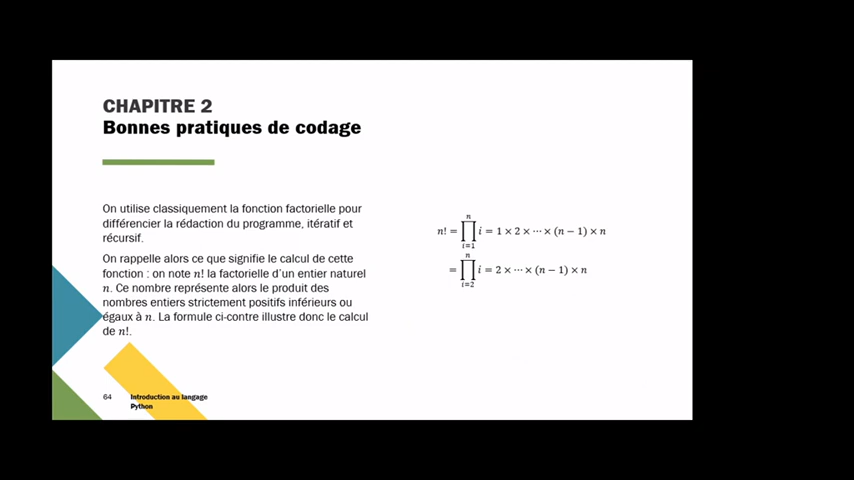 CHAPITRE 2
Bonnes pratiques de codage
On utilise classiquement la fonction factorielle pour
différencier la rédaction du programme, itératif et
récursif.
On rappelle alors ce que signifie le calcul de cette
fonction : on note n! la factorielle d'un entier naturel
n. Ce nombre représente alors le produit des
nombres entiers strictement positifs inférieurs ou
égaux à n. La formule ci-contre illustre donc le calcul
de n!.
n! = ∏_{i=1}^{n} i = 1 × 2 × ⋯ × (n − 1) × n
= ∏_{i=2}^{n} i = 2 × ⋯ × (n − 1) × n
64
Introduction au langage
Python